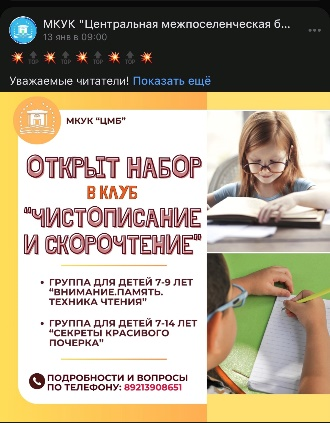 МКУК "Центральная межпоселенческая б...
13 янв в 09:00
💥🔝💥🔝💥🔝💥🔝💥🔝💥
Уважаемые читатели! Показать ещё
МКУК "ЦМБ"
ОТКРЫТ НАБОР
В КЛУБ
"ЧИСТОПИСАНИЕ
И СКОРОЧТЕНИЕ"
• ГРУППА ДЛЯ ДЕТЕЙ 7-9 ЛЕТ
"ВНИМАНИЕ.ПАМЯТЬ.
ТЕХНИКА ЧТЕНИЯ"
• ГРУППА ДЛЯ ДЕТЕЙ 7-14 ЛЕТ
"СЕКРЕТЫ КРАСИВОГО
ПОЧЕРКА"
ПОДРОБНОСТИ И ВОПРОСЫ
ПО ТЕЛЕФОНУ: 89213908651